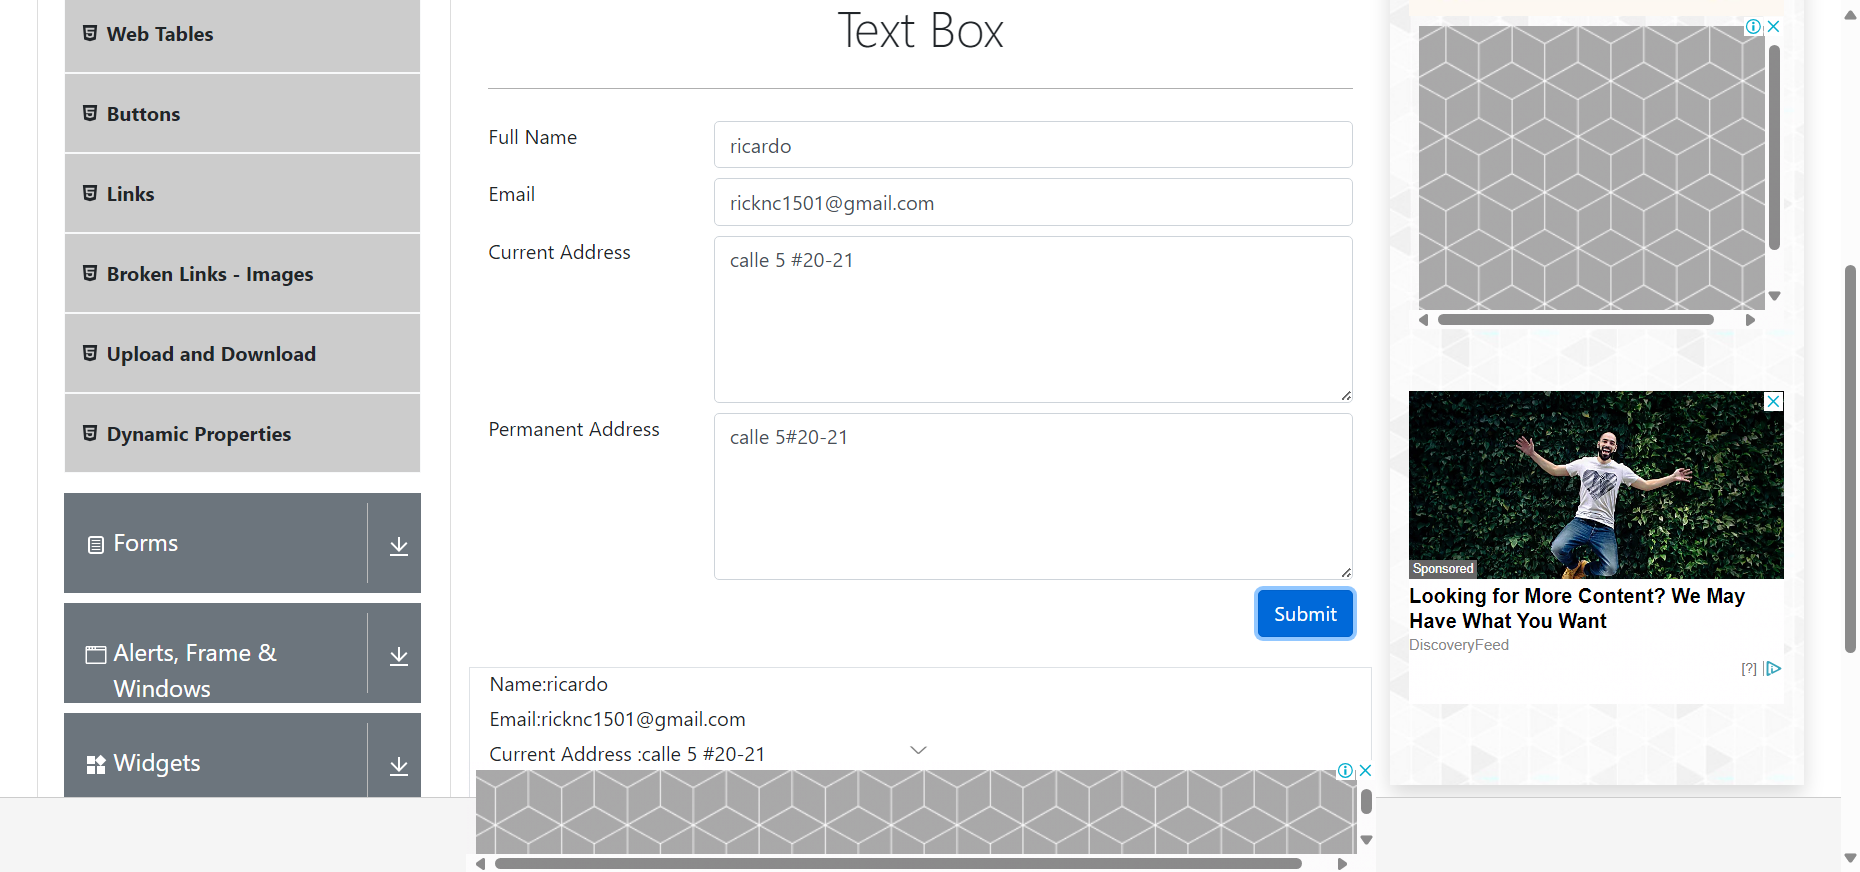 Web Tables
Buttons
Links
Broken Links - Images
Upload and Download
Dynamic Properties
Forms
Alerts, Frame &
Windows
Widgets
Text Box
Full Name
ricardo
Email
ricknc1501@gmail.com
Current Address
calle 5 #20-21
Permanent Address
calle 5#20-21
Submit
Name:ricardo
Email:ricknc1501@gmail.com
Current Address :calle 5 #20-21
Sponsored
Looking for More Content? We May
Have What You Want
DiscoveryFeed
[?]